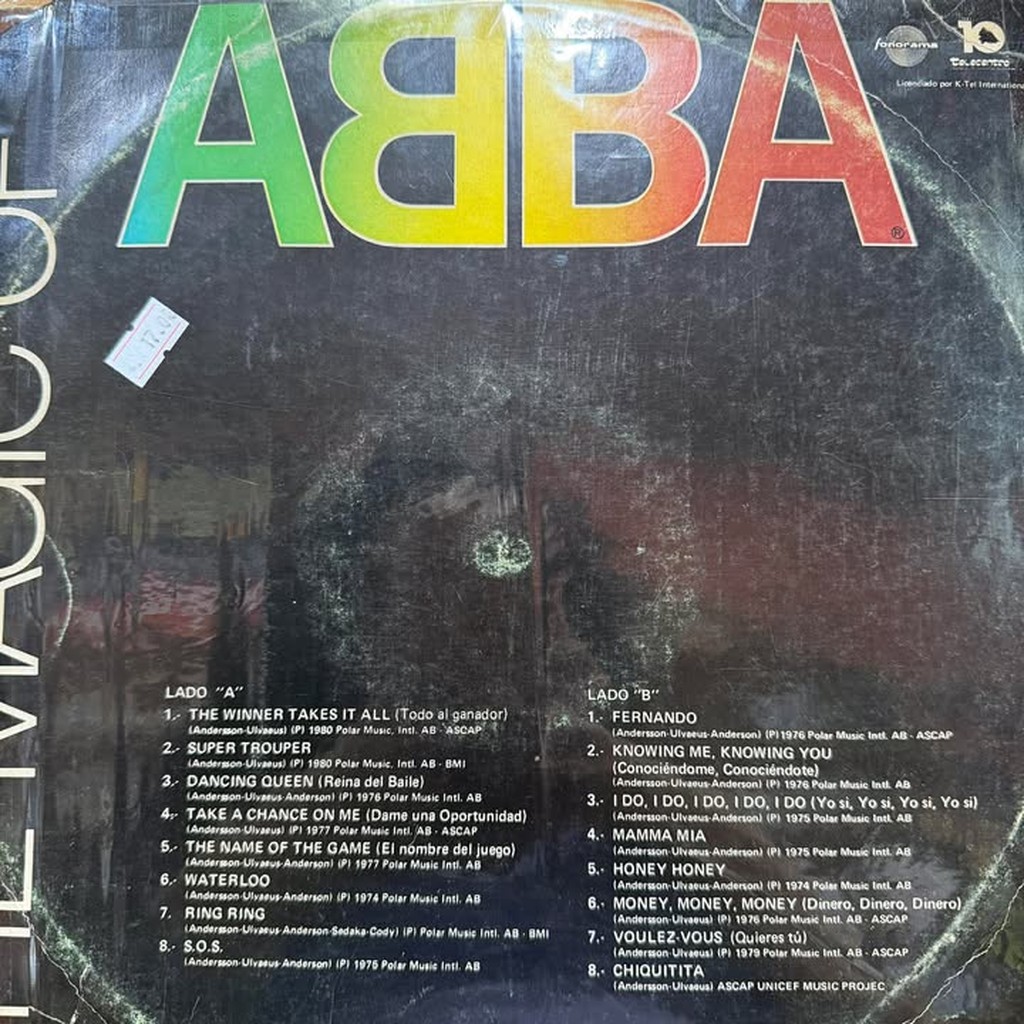 ABBA
®
fonorama
10
Telecentro
Licenciado por K-Tel International
THE MAGIC OF
LADO "A"
1.- THE WINNER TAKES IT ALL (Todo al ganador)
(Andersson-Ulvaeus) (P) 1980 Polar Music, Intl. AB - ASCAP
2.- SUPER TROUPER
(Andersson-Ulvaeus) (P) 1980 Polar Music, Intl. AB - BMI
3.- DANCING QUEEN (Reina del Baile)
(Andersson-Ulvaeus-Anderson) (P) 1976 Polar Music Intl. AB
4.- TAKE A CHANCE ON ME (Dame una Oportunidad)
(Andersson-Ulvaeus) (P) 1977 Polar Music Intl. AB - ASCAP
5.- THE NAME OF THE GAME (El nombre del juego)
(Andersson-Ulvaeus-Anderson) (P) 1977 Polar Music Intl. AB
6.- WATERLOO
(Andersson-Ulvaeus-Anderson) (P) 1974 Polar Music Intl. AB
7. RING RING
(Andersson-Ulvaeus-Anderson-Sedaka-Cody) (P) Polar Music Intl. AB - BMI
8.- S.O.S.
(Andersson-Ulvaeus-Anderson) (P) 1975 Polar Music Intl. AB
LADO "B"
1.- FERNANDO
(Andersson-Ulvaeus-Anderson) (P) 1976 Polar Music Intl. AB - ASCAP
2.- KNOWING ME, KNOWING YOU
(Conociéndome, Conociéndote)
(Andersson-Ulvaeus-Anderson) (P) 1976 Polar Music Intl. AB
3.- I DO, I DO, I DO, I DO, I DO (Yo si, Yo si, Yo si, Yo si)
(Andersson-Ulvaeus-Anderson) (P) 1975 Polar Music Intl. AB
4.- MAMMA MIA
(Andersson-Ulvaeus-Anderson) (P) 1975 Polar Music Intl. AB
5.- HONEY HONEY
(Andersson-Ulvaeus-Anderson) (P) 1974 Polar Music Intl. AB
6.- MONEY, MONEY, MONEY (Dinero, Dinero, Dinero)
(Andersson-Ulvaeus) (P) 1976 Polar Music Intl. AB - ASCAP
7.- VOULEZ-VOUS (Quieres tú)
(Andersson-Ulvaeus) (P) 1979 Polar Music Intl. AB - ASCAP
8.- CHIQUITITA
(Andersson-Ulvaeus) ASCAP UNICEF MUSIC PROJEC